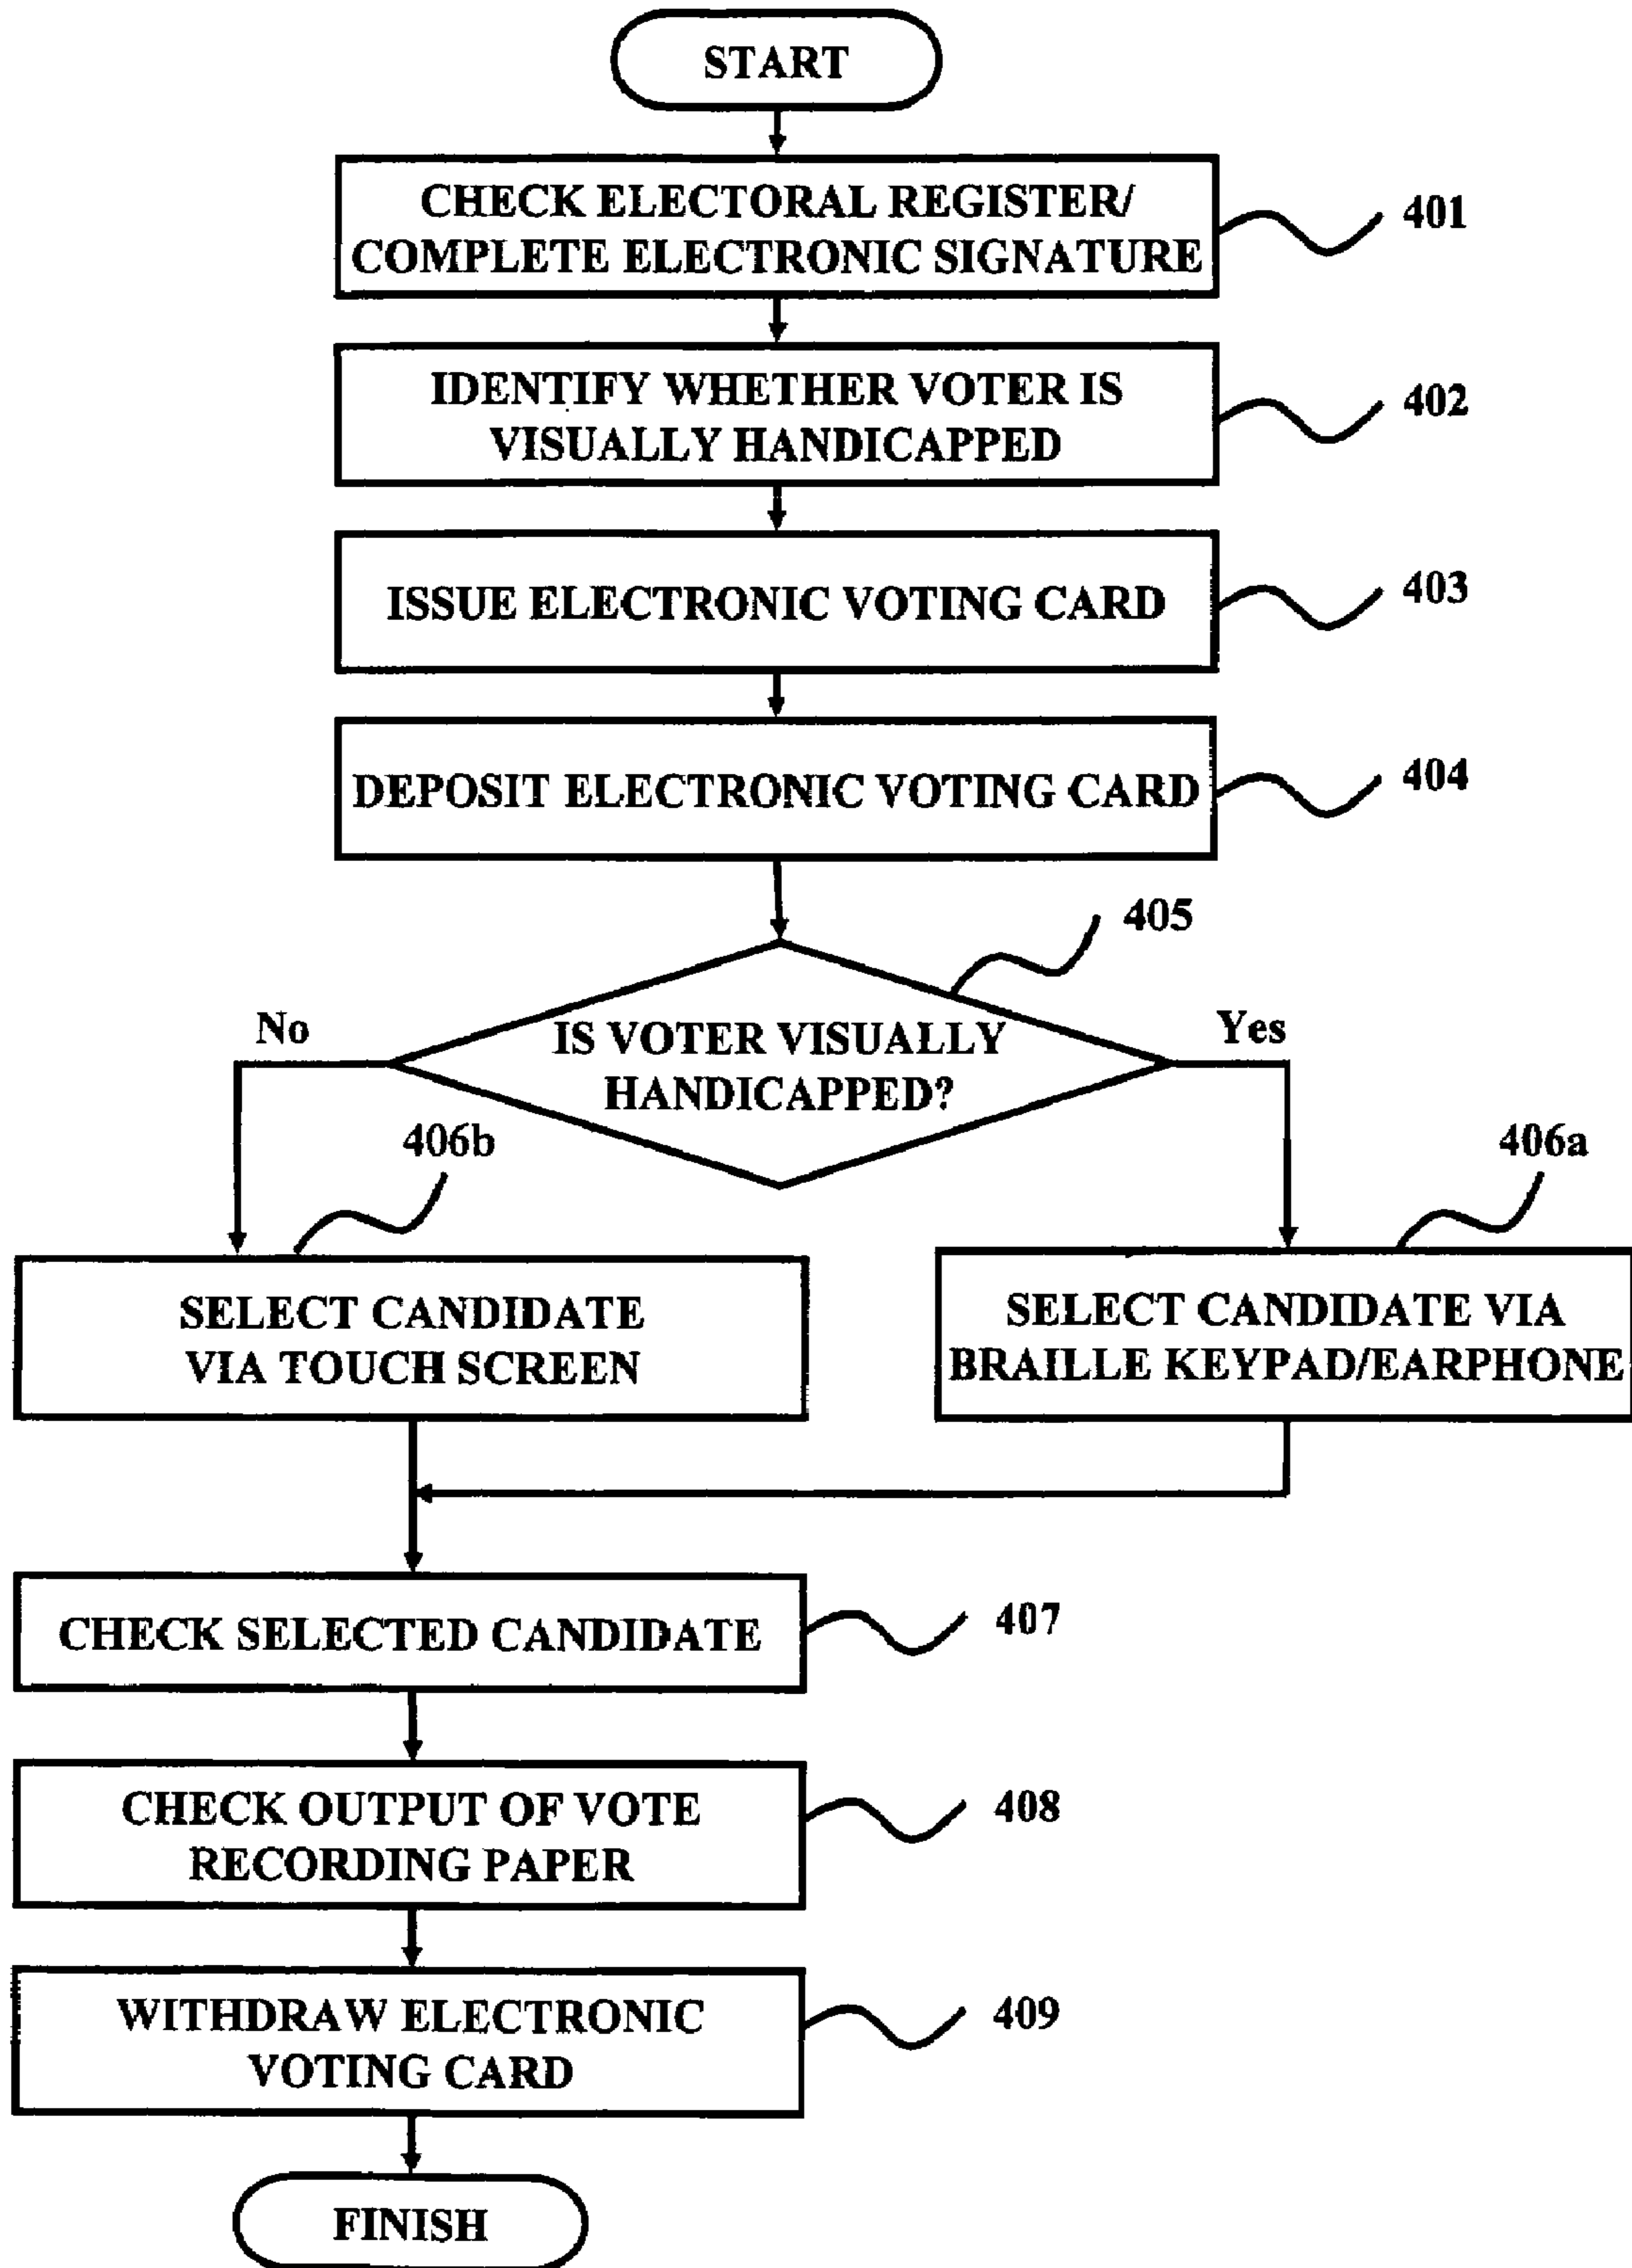 START
CHECK ELECTORAL REGISTER/
COMPLETE ELECTRONIC SIGNATURE
401
IDENTIFY WHETHER VOTER IS
VISUALLY HANDICAPPED
402
ISSUE ELECTRONIC VOTING CARD
403
DEPOSIT ELECTRONIC VOTING CARD
404
405
No
IS VOTER VISUALLY
HANDICAPPED?
Yes
406b
406a
SELECT CANDIDATE
VIA TOUCH SCREEN
SELECT CANDIDATE VIA
BRAILLE KEYPAD/EARPHONE
CHECK SELECTED CANDIDATE
407
CHECK OUTPUT OF VOTE
RECORDING PAPER
408
WITHDRAW ELECTRONIC
VOTING CARD
409
FINISH